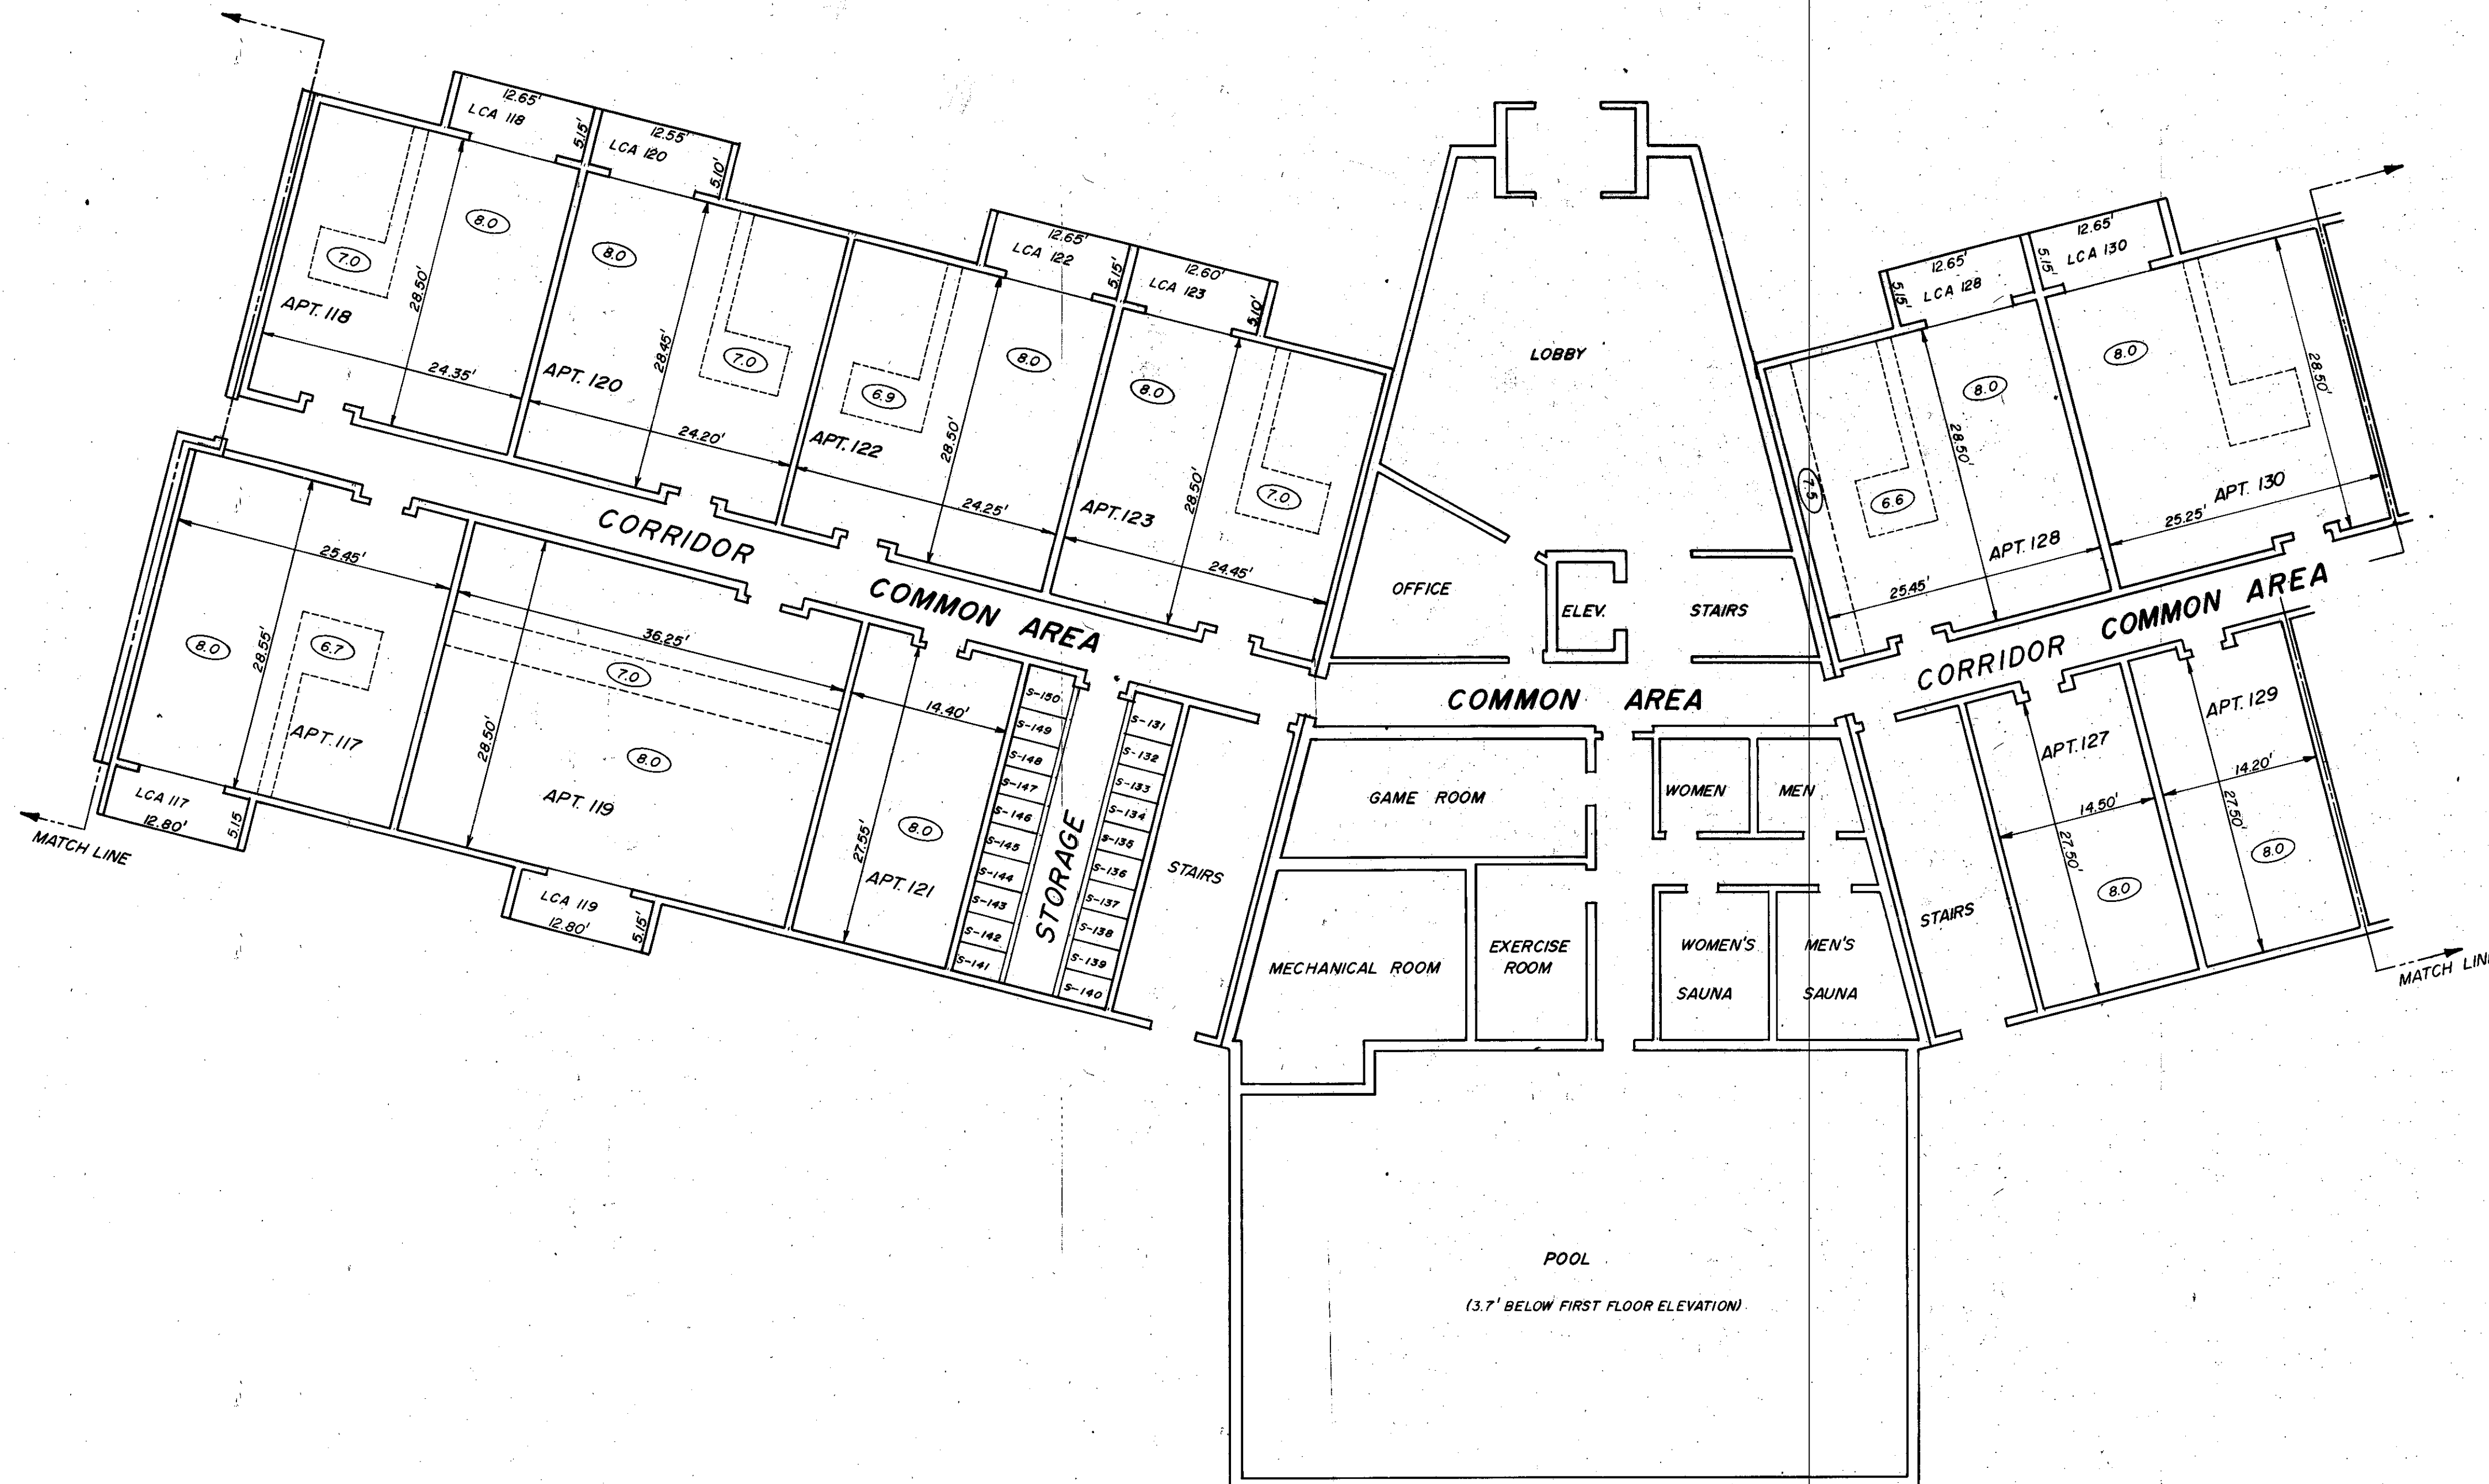 12.65'
LCA 118
5.15'
12.55'
LCA 120
5.10'
8.0
7.0
28.50'
APT. 118
24.35'
8.0
28.45'
7.0
APT. 120
24.20'
12.65'
LCA 122
5.15'
12.60'
LCA 123
5.10'
6.9
8.0
APT. 122
28.50'
24.25'
8.0
7.0
APT. 123
28.50'
24.45'
LOBBY
OFFICE
ELEV.
STAIRS
12.65'
5.15'
LCA 128
12.65'
5.15'
LCA 130
7.5
6.6
8.0
28.50'
APT. 128
25.45'
8.0
28.50'
APT. 130
25.25'
CORRIDOR
COMMON AREA
COMMON AREA
CORRIDOR COMMON AREA
25.45'
8.0
28.55'
6.7
APT. 117
LCA 117
12.80'
5.15
MATCH LINE
36.25'
7.0
28.50'
8.0
APT. 119
LCA 119
12.80'
5.15'
14.40'
27.55'
8.0
APT. 121
S-150
S-149
S-148
S-147
S-146
S-145
S-144
S-143
S-142
S-141
STORAGE
S-131
S-132
S-133
S-134
S-135
S-136
S-137
S-138
S-139
S-140
STAIRS
GAME ROOM
MECHANICAL ROOM
EXERCISE
ROOM
WOMEN
MEN
WOMEN'S
SAUNA
MEN'S
SAUNA
STAIRS
APT. 127
14.50'
27.50'
8.0
APT. 129
14.20'
27.50'
8.0
MATCH LINE
POOL
(3.7' BELOW FIRST FLOOR ELEVATION)